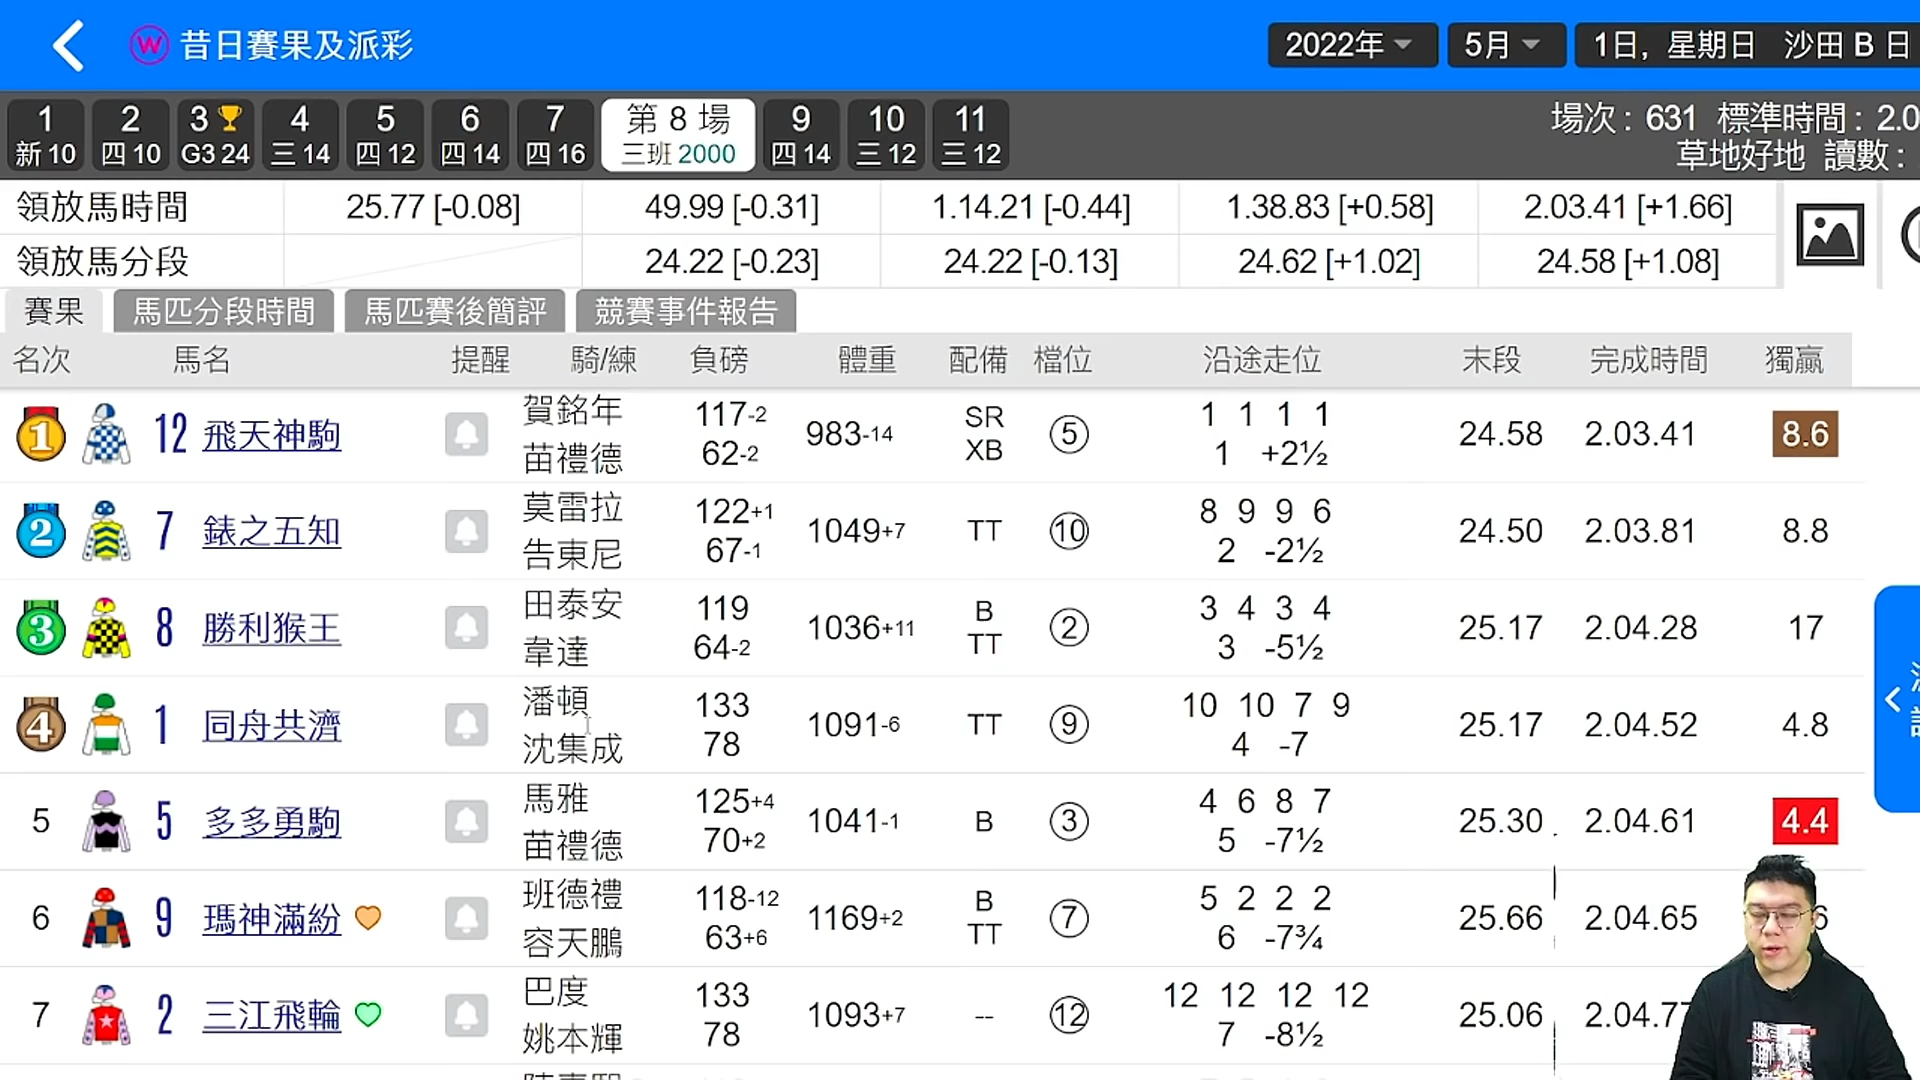 昔日賽果及派彩 2022年 5月 1日, 星期日 沙田 B 日
1 2 3 4 5 6 7 第 8 場 9 10 11 場次 : 631 標準時間 : 2.0
新 10 四 10 G3 24 三 14 四 12 四 14 四 16 三班 2000 四 14 三 12 三 12 草地好地 讀數 :
領放馬時間 25.77 [-0.08] 49.99 [-0.31] 1.14.21 [-0.44] 1.38.83 [+0.58] 2.03.41 [+1.66]
領放馬分段 24.22 [-0.23] 24.22 [-0.13] 24.62 [+1.02] 24.58 [+1.08]
賽果 馬匹分段時間 馬匹賽後簡評 競賽事件報告
名次 馬名 提醒 騎/練 負磅 體重 配備 檔位 沿途走位 末段 完成時間 獨贏
賀銘年 117-2 SR 1 1 1 1
1 12 飛天神駒 983-14 5 24.58 2.03.41 8.6
苗禮德 62-2 XB 1 +2½
莫雷拉 122+1 8 9 9 6
2 7 錶之五知 1049+7 TT 10 24.50 2.03.81 8.8
告東尼 67-1 2 -2½
田泰安 119 B 3 4 3 4
3 8 勝利猴王 1036+11 2 25.17 2.04.28 17
韋達 64-2 TT 3 -5½
潘頓 133 10 10 7 9
4 1 同舟共濟 1091-6 TT 9 25.17 2.04.52 4.8
沈集成 78 4 -7
馬雅 125+4 4 6 8 7
5 5 多多勇駒 1041-1 B 3 25.30 2.04.61 4.4
苗禮德 70+2 5 -7½
班德禮 118-12 B 5 2 2 2
6 9 瑪神滿紛 1169+2 7 25.66 2.04.65 6
容天鵬 63+6 TT 6 -7¾
巴度 133 12 12 12 12
7 2 三江飛輪 1093+7 -- 12 25.06 2.04.7
姚本輝 78 7 -8½